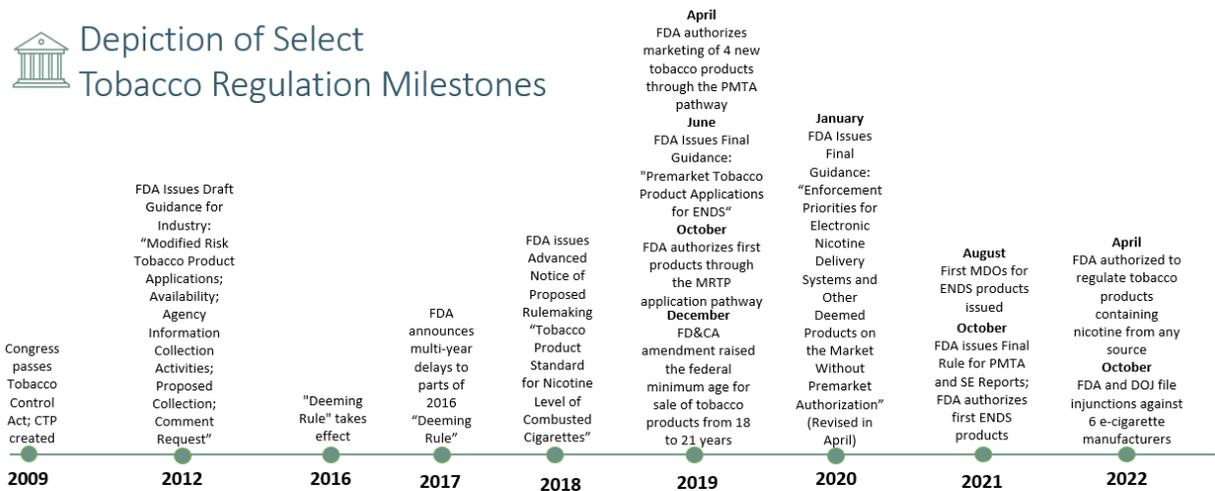 Depiction of Select
Tobacco Regulation Milestones
Congress
passes
Tobacco
Control
Act; CTP
created
2009
FDA Issues Draft
Guidance for
Industry:
“Modified Risk
Tobacco Product
Applications;
Availability;
Agency
Information
Collection
Activities;
Proposed
Collection;
Comment
Request”
2012
"Deeming
Rule" takes
effect
2016
FDA
announces
multi-year
delays to
parts of
2016
“Deeming
Rule”
2017
FDA issues
Advanced
Notice of
Proposed
Rulemaking
“Tobacco
Product
Standard
for Nicotine
Level of
Combusted
Cigarettes”
2018
April
FDA authorizes
marketing of 4 new
tobacco products
through the PMTA
pathway
June
FDA Issues Final
Guidance:
"Premarket Tobacco
Product Applications
for ENDS“
October
FDA authorizes first
products through
the MRTP
application pathway
December
FD&CA
amendment raised
the federal
minimum age for
sale of tobacco
products from 18
to 21 years
2019
January
FDA Issues
Final
Guidance:
“Enforcement
Priorities for
Electronic
Nicotine
Delivery
Systems and
Other
Deemed
Products on
the Market
Without
Premarket
Authorization”
(Revised in
April)
2020
August
First MDOs for
ENDS products
issued
October
FDA issues Final
Rule for PMTA
and SE Reports;
FDA authorizes
first ENDS
products
2021
April
FDA authorized to
regulate tobacco
products
containing
nicotine from any
source
October
FDA and DOJ file
injunctions against
6 e-cigarette
manufacturers
2022